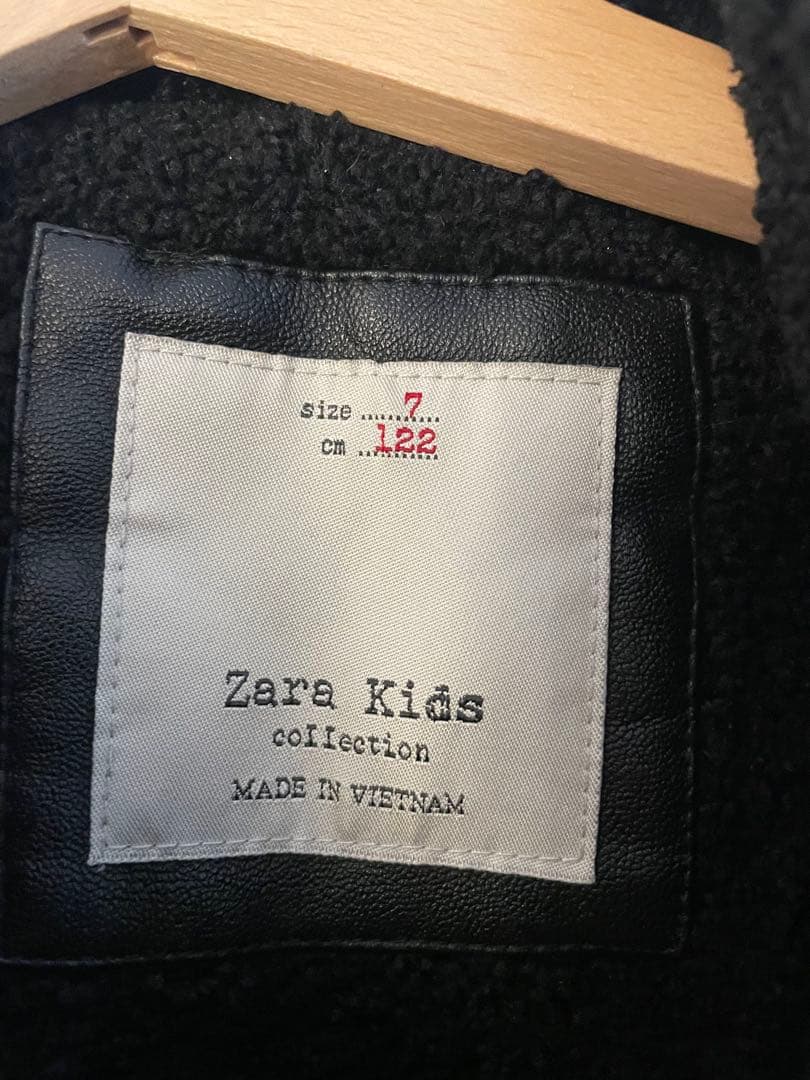 size ......7...
cm ...122
Zara Kids
collection
MADE IN VIETNAM